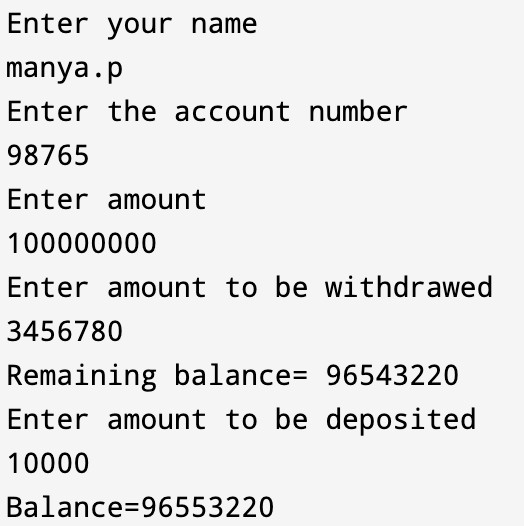 Enter your name
manya.p
Enter the account number
98765
Enter amount
100000000
Enter amount to be withdrawed
3456780
Remaining balance= 96543220
Enter amount to be deposited
10000
Balance=96553220